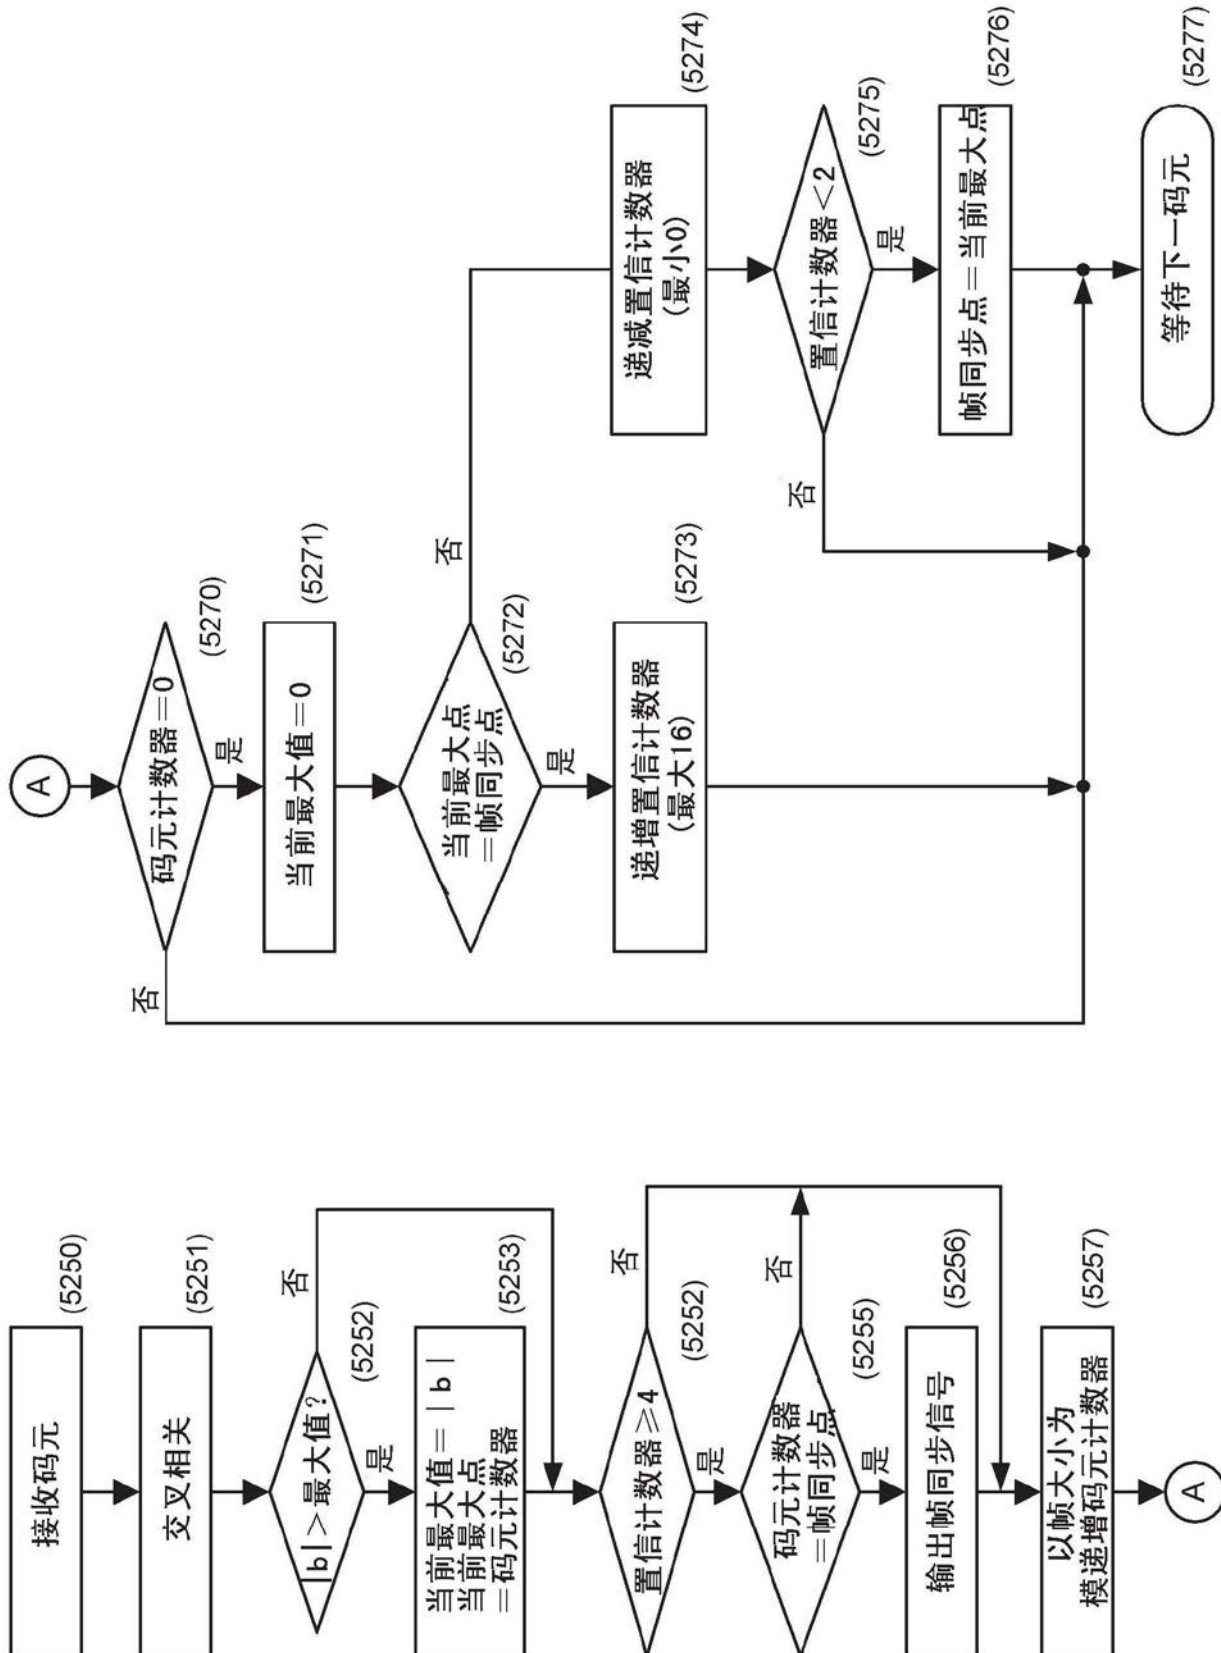 接收码元
(5250)
交叉相关
(5251)
|b|>最大值?
(5252)
否
是
当前最大值=|b|
当前最大点
=码元计数器
(5253)
置信计数器≥4
(5252)
否
是
码元计数器
=帧同步点
(5255)
否
是
输出帧同步信号
(5256)
以帧大小为
模递增码元计数器
(5257)
A
A
码元计数器=0
(5270)
否
是
当前最大值=0
(5271)
当前最大点
=帧同步点
(5272)
否
是
递增置信计数器
(最大16)
(5273)
递减置信计数器
(最小0)
(5274)
置信计数器<2
(5275)
否
是
帧同步点=当前最大点
(5276)
等待下一码元
(5277)